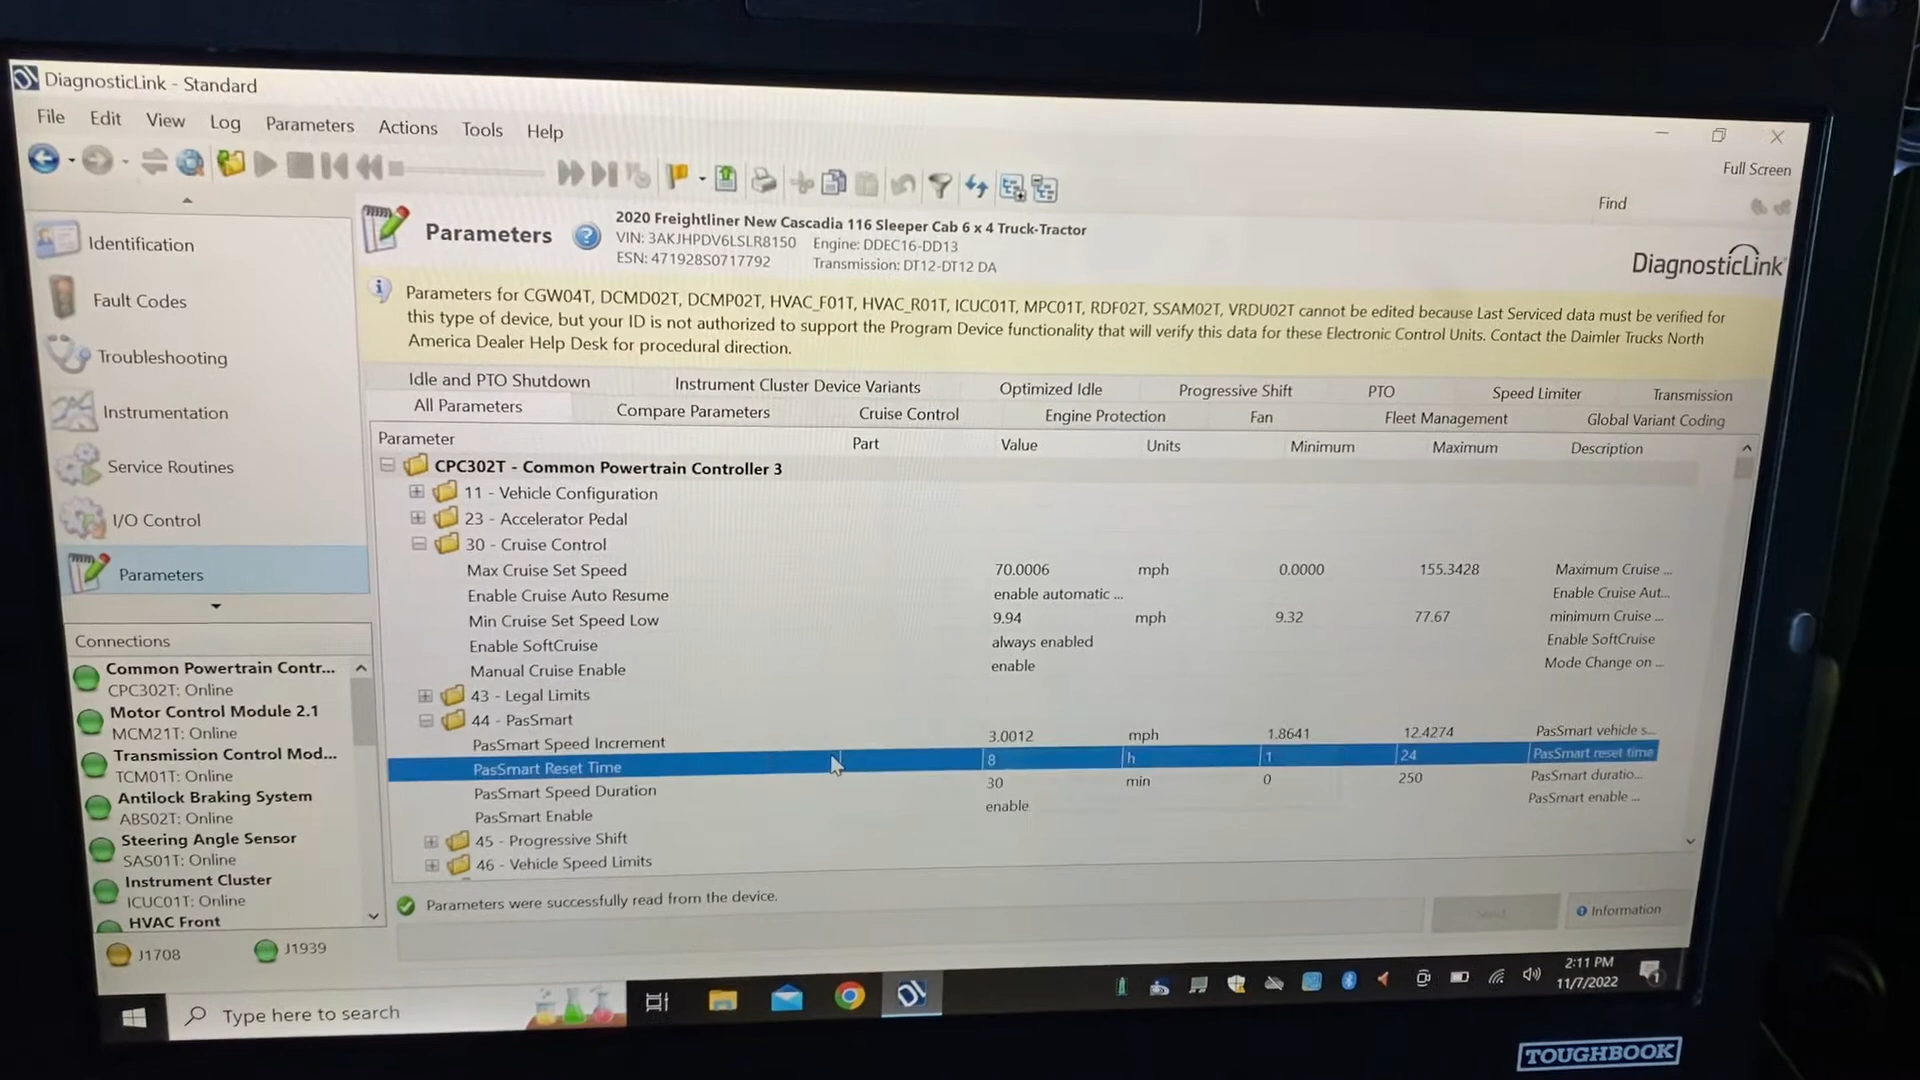 DiagnosticLink - Standard
File Edit View Log Parameters Actions Tools Help
Full Screen
Find
Identification
Fault Codes
Troubleshooting
Instrumentation
Service Routines
I/O Control
Parameters
Connections
Common Powertrain Contr...
CPC302T: Online
Motor Control Module 2.1
MCM21T: Online
Transmission Control Mod...
TCM01T: Online
Antilock Braking System
ABS02T: Online
Steering Angle Sensor
SAS01T: Online
Instrument Cluster
ICUC01T: Online
HVAC Front
J1708 J1939
Parameters
2020 Freightliner New Cascadia 116 Sleeper Cab 6 x 4 Truck-Tractor
VIN: 3AKJHPDV6LSLR8150 Engine: DDEC16-DD13
ESN: 471928S0717792 Transmission: DT12-DT12 DA
DiagnosticLink
Parameters for CGW04T, DCMD02T, DCMP02T, HVAC_F01T, HVAC_R01T, ICUC01T, MPC01T, RDF02T, SSAM02T, VRDU02T cannot be edited because Last Serviced data must be verified for
this type of device, but your ID is not authorized to support the Program Device functionality that will verify this data for these Electronic Control Units. Contact the Daimler Trucks North
America Dealer Help Desk for procedural direction.
Idle and PTO Shutdown Instrument Cluster Device Variants Optimized Idle Progressive Shift PTO Speed Limiter Transmission
All Parameters Compare Parameters Cruise Control Engine Protection Fan Fleet Management Global Variant Coding
Parameter Part Value Units Minimum Maximum Description
CPC302T - Common Powertrain Controller 3
11 - Vehicle Configuration
23 - Accelerator Pedal
30 - Cruise Control
Max Cruise Set Speed 70.0006 mph 0.0000 155.3428 Maximum Cruise ...
Enable Cruise Auto Resume enable automatic ... Enable Cruise Aut...
Min Cruise Set Speed Low 9.94 mph 9.32 77.67 minimum Cruise ...
Enable SoftCruise always enabled Enable SoftCruise
Manual Cruise Enable enable Mode Change on ...
43 - Legal Limits
44 - PasSmart
PasSmart Speed Increment 3.0012 mph 1.8641 12.4274 PasSmart vehicle s...
PasSmart Reset Time 8 h 1 24 PasSmart reset time
PasSmart Speed Duration 30 min 0 250 PasSmart duratio...
PasSmart Enable enable PasSmart enable ...
45 - Progressive Shift
46 - Vehicle Speed Limits
Parameters were successfully read from the device.
Send Information
Type here to search
2:11 PM
11/7/2022
1
TOUGHBOOK